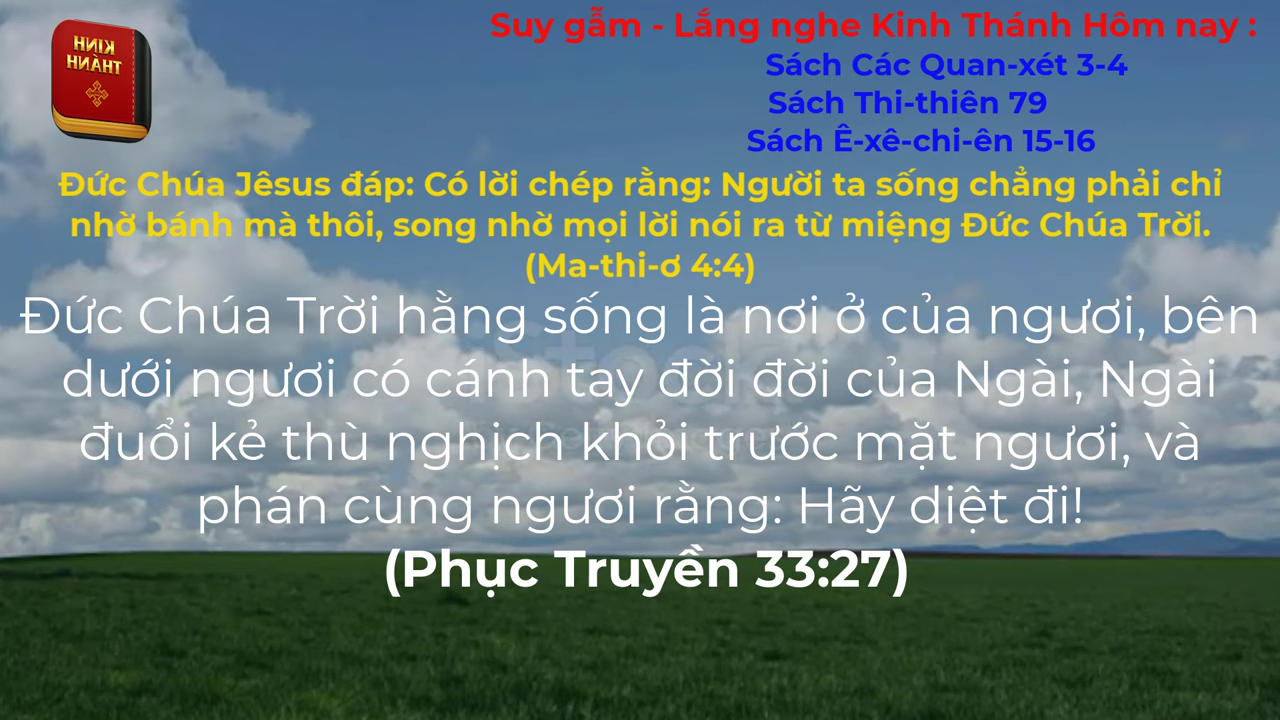 KINH
THÁNH
Suy gẫm - Lắng nghe Kinh Thánh Hôm nay :
Sách Các Quan-xét 3-4
Sách Thi-thiên 79
Sách Ê-xê-chi-ên 15-16
Đức Chúa Jêsus đáp: Có lời chép rằng: Người ta sống chẳng phải chỉ
nhờ bánh mà thôi, song nhờ mọi lời nói ra từ miệng Đức Chúa Trời.
(Ma-thi-ơ 4:4)
Đức Chúa Trời hằng sống là nơi ở của ngươi, bên
dưới ngươi có cánh tay đời đời của Ngài, Ngài
đuổi kẻ thù nghịch khỏi trước mặt ngươi, và
phán cùng ngươi rằng: Hãy diệt đi!
(Phục Truyền 33:27)